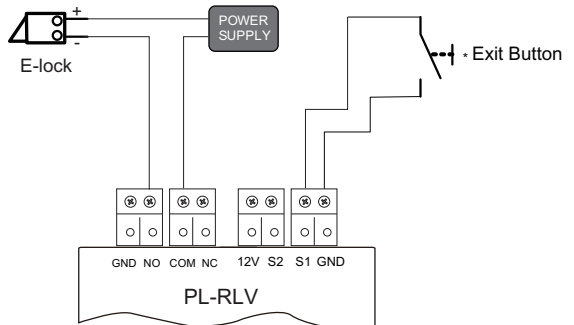 +
-
E-lock
POWER
SUPPLY
* Exit Button
GND NO COM NC 12V S2 S1 GND
PL-RLV